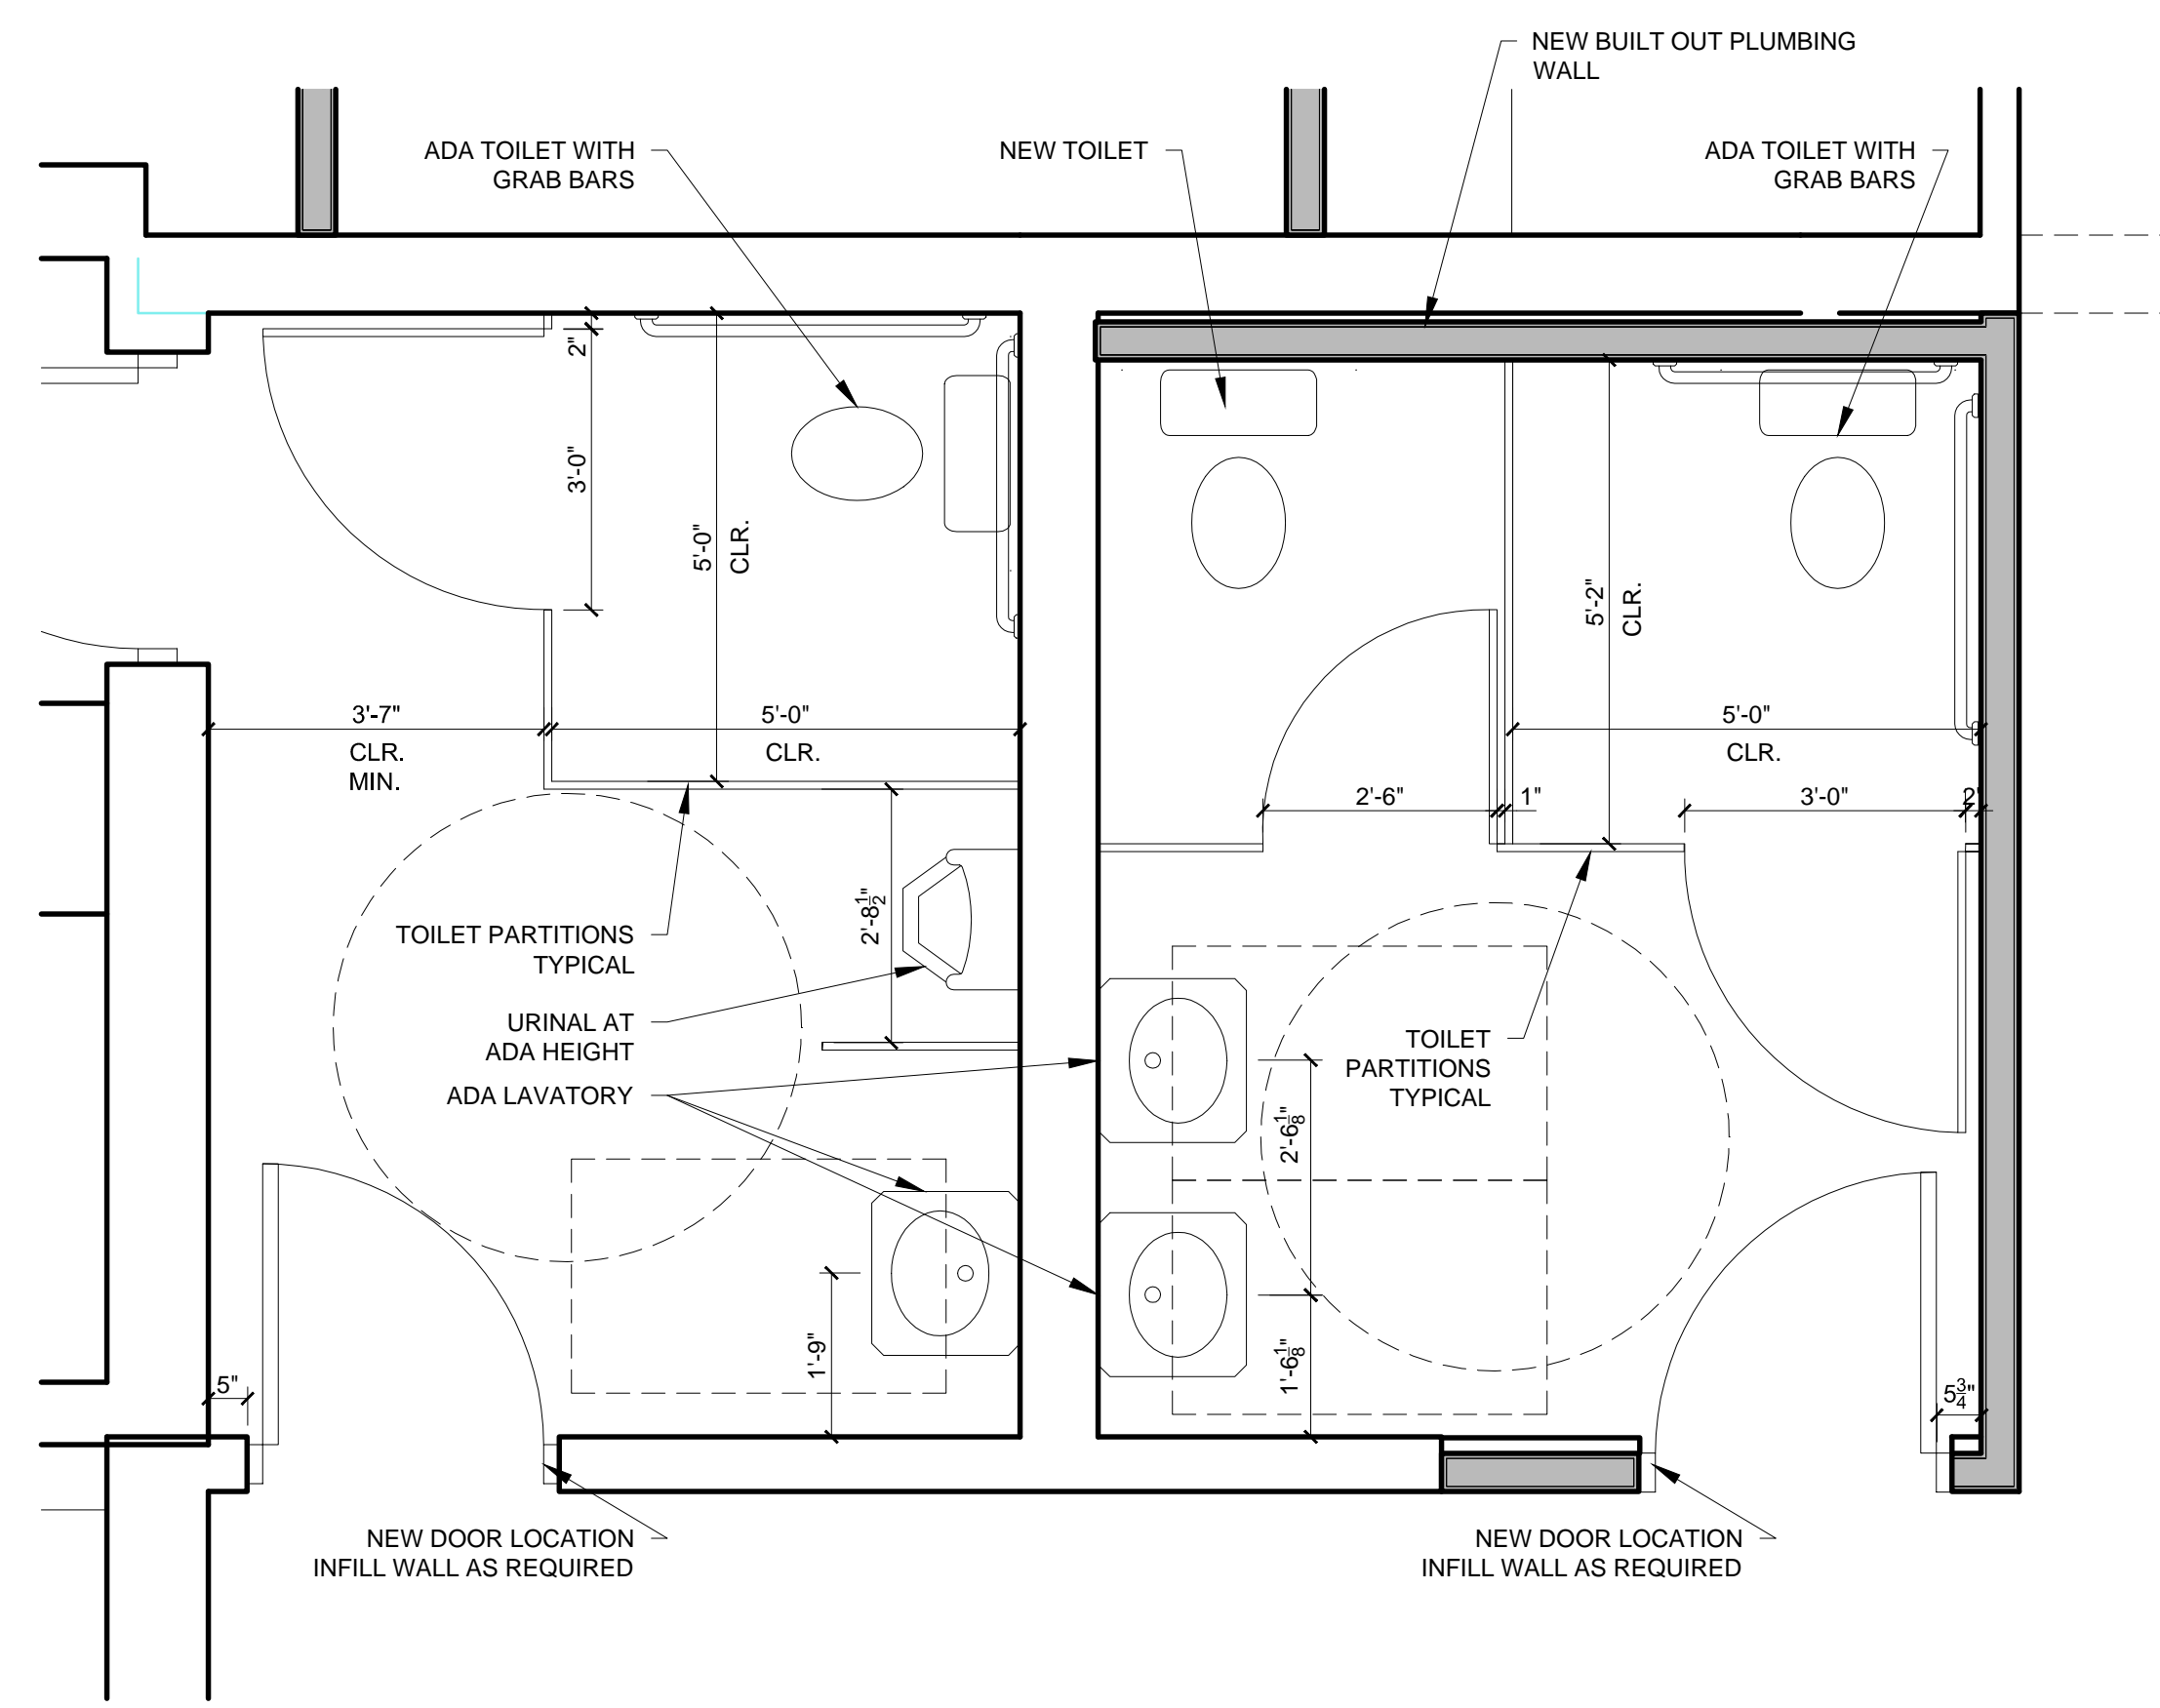 NEW BUILT OUT PLUMBING
WALL
ADA TOILET WITH
GRAB BARS
NEW TOILET
ADA TOILET WITH
GRAB BARS
2"
3'-0"
5'-0"
CLR.
5'-2"
CLR.
3'-7"
CLR.
MIN.
5'-0"
CLR.
5'-0"
CLR.
2'-6"
1"
3'-0"
2"
2'-8½"
TOILET PARTITIONS
TYPICAL
URINAL AT
ADA HEIGHT
ADA LAVATORY
TOILET
PARTITIONS
TYPICAL
2'-6⅛"
1'-9"
1'-6⅛"
5"
5¾"
NEW DOOR LOCATION
INFILL WALL AS REQUIRED
NEW DOOR LOCATION
INFILL WALL AS REQUIRED